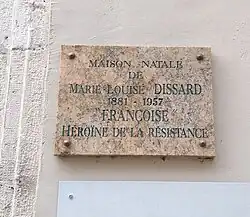 MAISON NATALE
DE
MARIE LOUISE DISSARD
1881 - 1957
FRANÇOISE
HÉROÏNE DE LA RÉSISTANCE